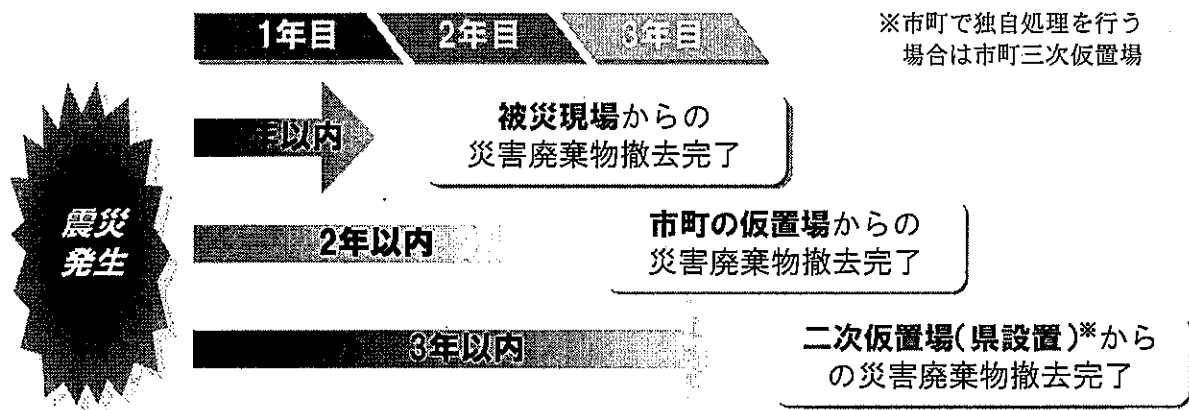 1年目 2年目 3年目
※市町で独自処理を行う
場合は市町三次仮置場
年以内
被災現場からの
災害廃棄物撤去完了
震災
発生
2年以内
市町の仮置場からの
災害廃棄物撤去完了
3年以内
二次仮置場(県設置)※から
の災害廃棄物撤去完了